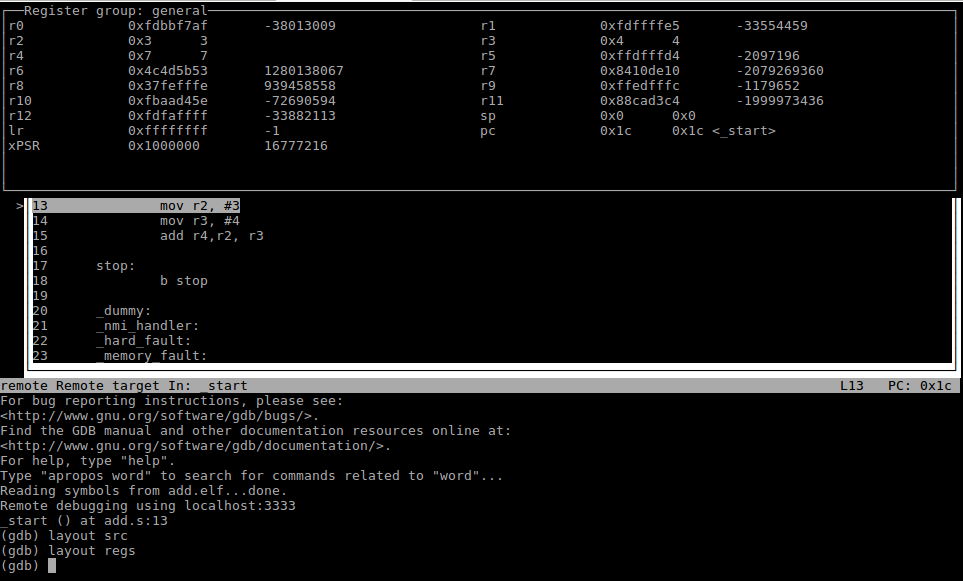 Register group: general
r0 0xfdbbf7af -38013009 r1 0xfdffffe5 -33554459
r2 0x3 3 r3 0x4 4
r4 0x7 7 r5 0xffdfffd4 -2097196
r6 0x4c4d5b53 1280138067 r7 0x8410de10 -2079269360
r8 0x37fefffe 939458558 r9 0xffedfffc -1179652
r10 0xfbaad45e -72690594 r11 0x88cad3c4 -1999973436
r12 0xfdfaffff -33882113 sp 0x0 0x0
lr 0xffffffff -1 pc 0x1c 0x1c <_start>
xPSR 0x1000000 16777216
>13 mov r2, #3
14 mov r3, #4
15 add r4,r2, r3
16
17 stop:
18 b stop
19
20 _dummy:
21 _nmi_handler:
22 _hard_fault:
23 _memory_fault:
remote Remote target In: _start L13 PC: 0x1c
For bug reporting instructions, please see:
<http://www.gnu.org/software/gdb/bugs/>.
Find the GDB manual and other documentation resources online at:
<http://www.gnu.org/software/gdb/documentation/>.
For help, type "help".
Type "apropos word" to search for commands related to "word"...
Reading symbols from add.elf...done.
Remote debugging using localhost:3333
_start () at add.s:13
(gdb) layout src
(gdb) layout regs
(gdb)